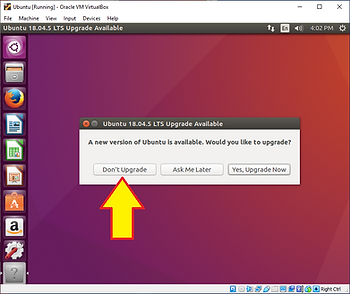 Ubuntu [Running] - Oracle VM VirtualBox
File Machine View Input Devices Help
Ubuntu 18.04.5 LTS Upgrade Available
En
4:02 PM
Ubuntu 18.04.5 LTS Upgrade Available
A new version of Ubuntu is available. Would you like to upgrade?
Don't Upgrade Ask Me Later Yes, Upgrade Now
Right Ctrl